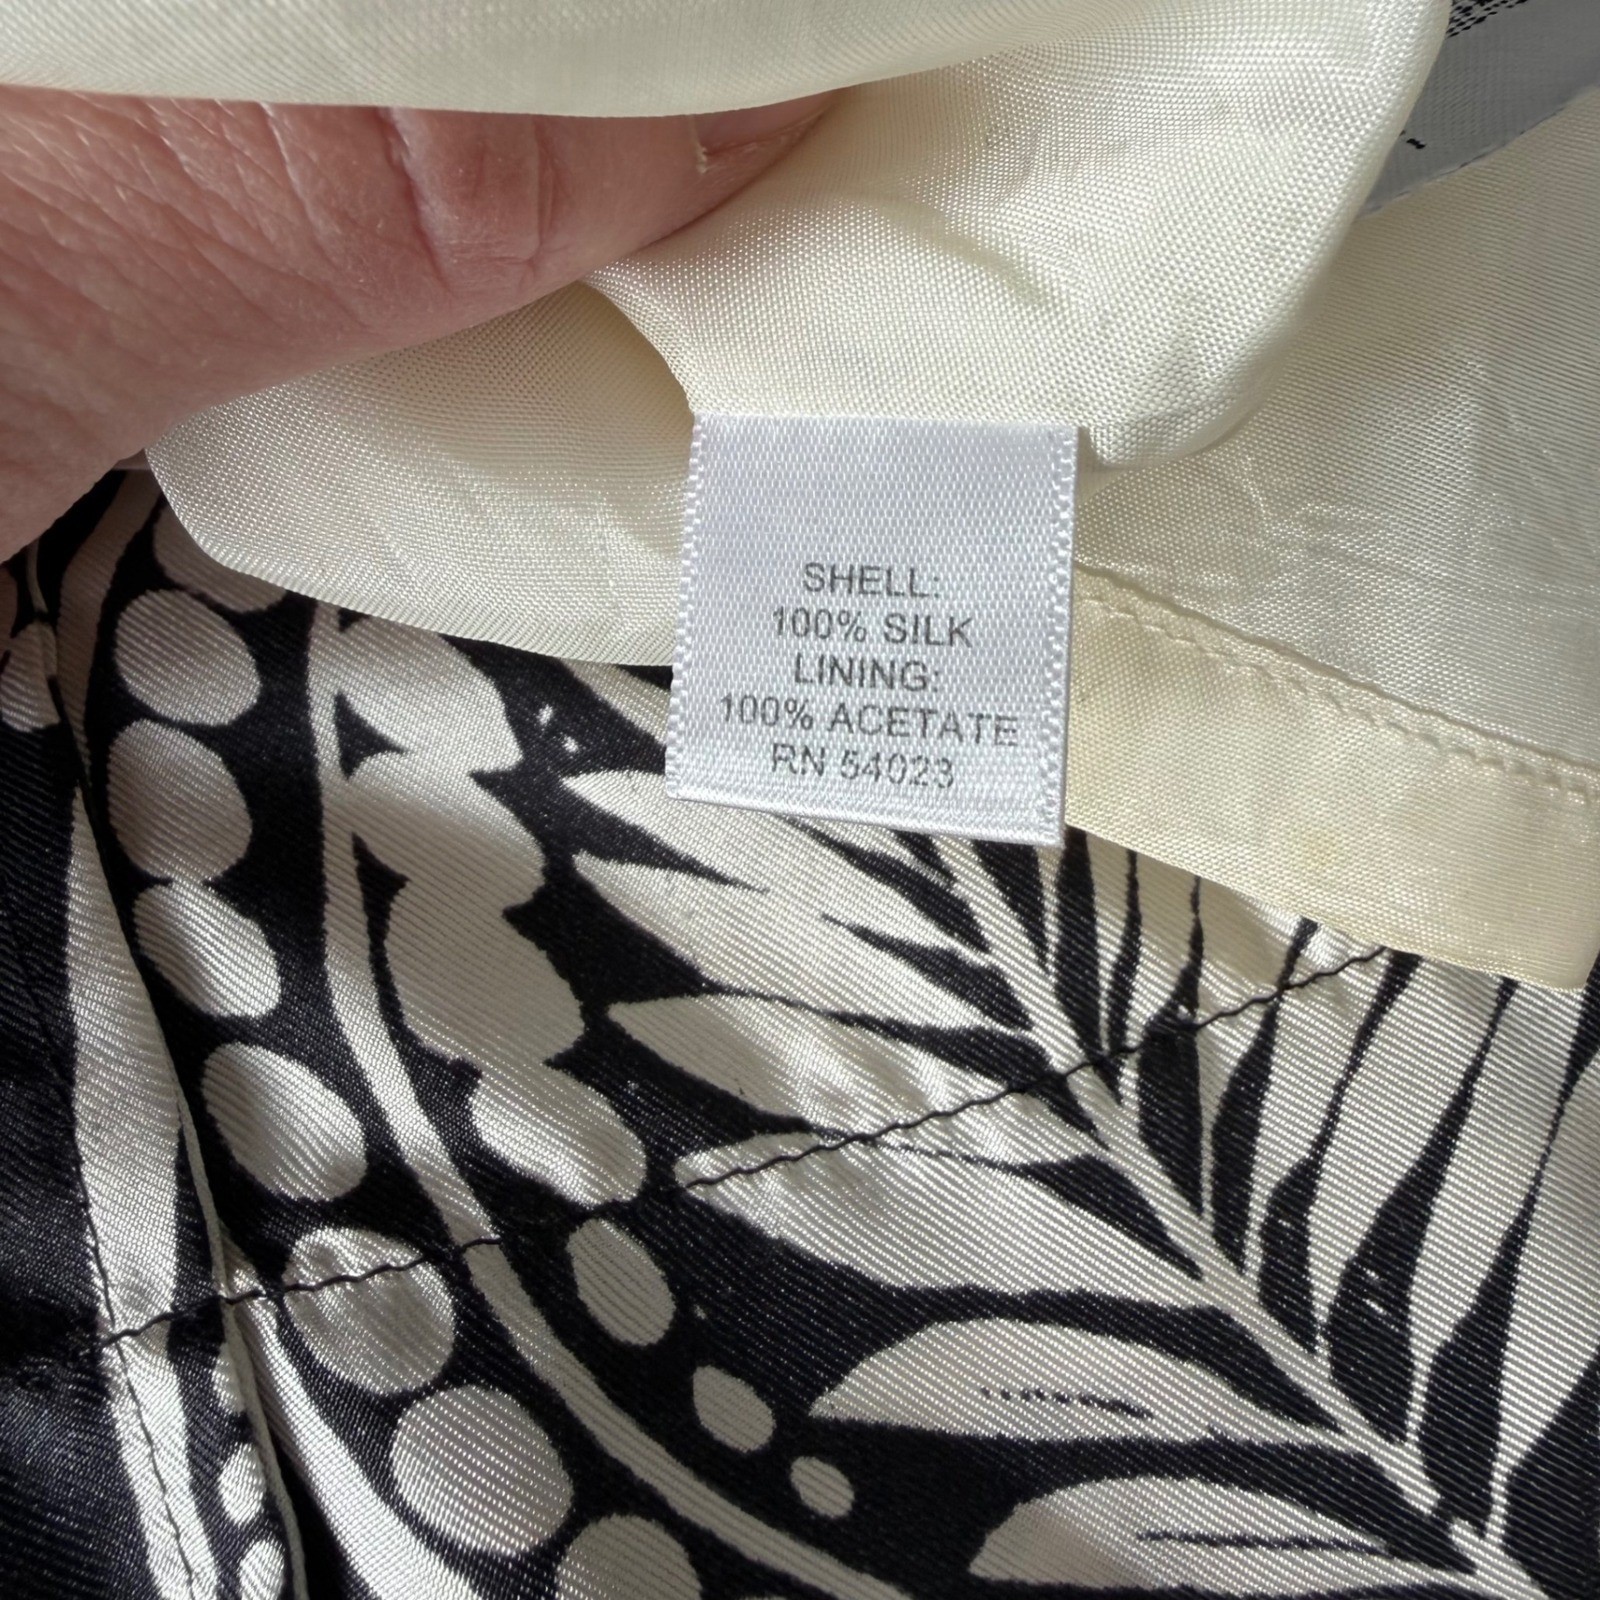 SHELL:
100% SILK
LINING:
100% ACETATE
RN 54023